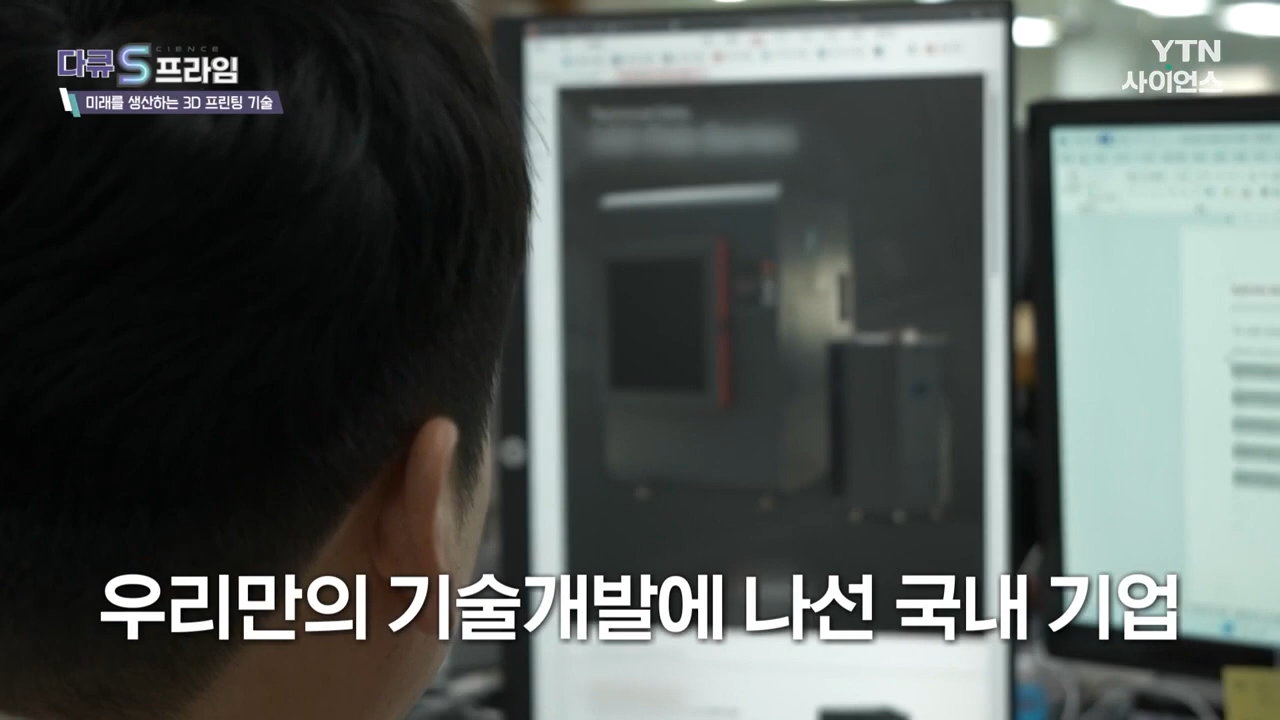 다큐 S 프라임
CIENCE
미래를 생산하는 3D 프린팅 기술
YTN
사이언스
우리만의 기술개발에 나선 국내 기업